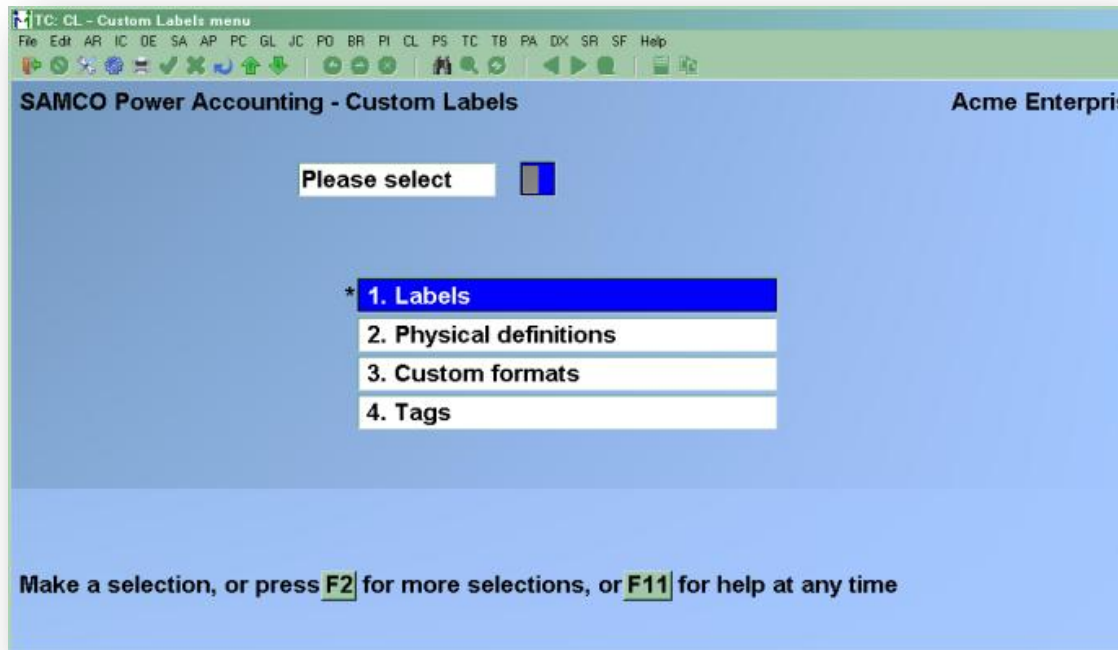 TC: CL - Custom Labels menu
File Edit AR IC OE SA AP PC GL JC PO BR PI CL PS TC TB PA DX SR SF Help
SAMCO Power Accounting - Custom Labels Acme Enterpris
Please select
* 1. Labels
2. Physical definitions
3. Custom formats
4. Tags
Make a selection, or press F2 for more selections, or F11 for help at any time